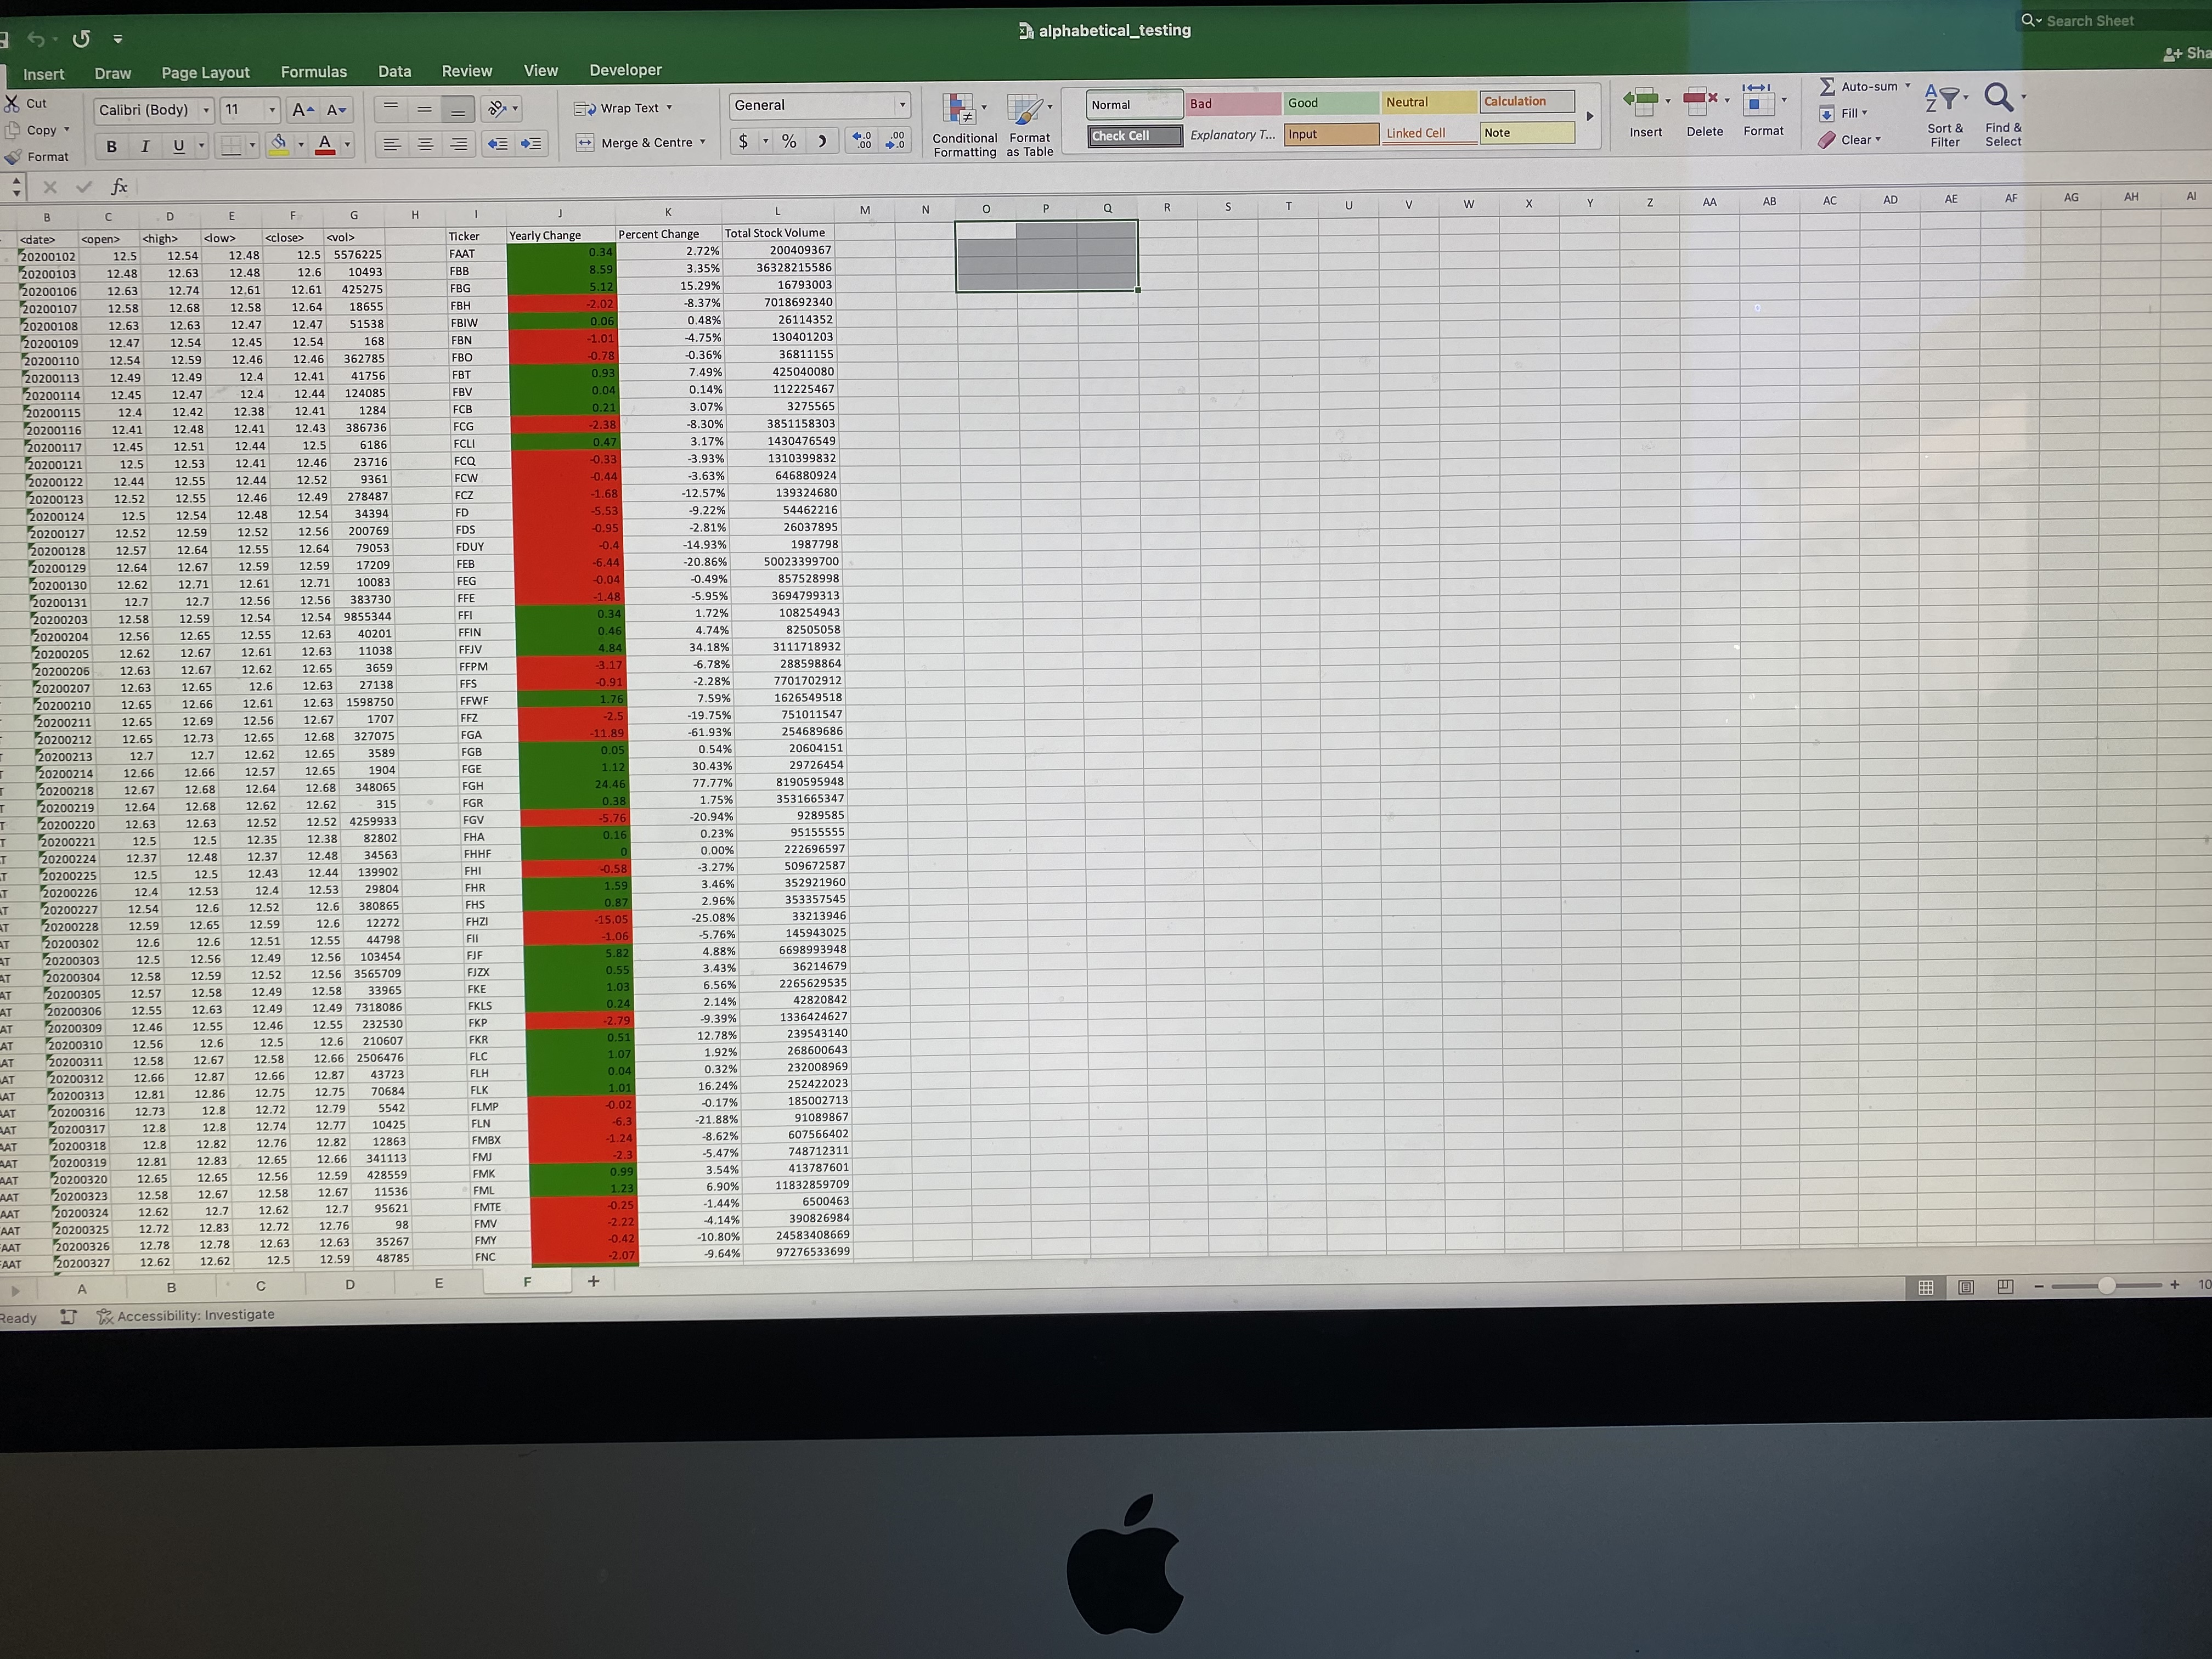 alphabetical_testing
Search Sheet
Sha
Insert Draw Page Layout Formulas Data Review View Developer
Cut Calibri (Body) 11 Wrap Text General Normal Bad Good Neutral Calculation Auto-sum
Copy Fill
Format B I U Merge & Centre $ % Conditional Formatting Format as Table Check Cell Explanatory T... Input Linked Cell Note Insert Delete Format Clear Sort & Filter Find & Select
fx
B C D E F G H I J K L M N O P Q R S T U V W X Y Z AA AB AC AD AE AF AG AH AI
<date> <open> <high> <low> <close> <vol> Ticker Yearly Change Percent Change Total Stock Volume
20200102 12.5 12.54 12.48 12.5 5576225 FAAT 0.34 2.72% 200409367
20200103 12.48 12.63 12.48 12.6 10493 FBB 8.59 3.35% 36328215586
20200106 12.63 12.74 12.61 12.61 425275 FBG 5.12 15.29% 16793003
20200107 12.58 12.68 12.58 12.64 18655 FBH -2.02 -8.37% 7018692340
20200108 12.63 12.63 12.47 12.47 51538 FBIW 0.06 0.48% 26114352
20200109 12.47 12.54 12.45 12.54 168 FBN -1.01 -4.75% 130401203
20200110 12.54 12.59 12.46 12.46 362785 FBO -0.78 -0.36% 36811155
20200113 12.49 12.49 12.4 12.41 41756 FBT 0.93 7.49% 425040080
20200114 12.45 12.47 12.4 12.44 124085 FBV 0.04 0.14% 112225467
20200115 12.4 12.42 12.38 12.41 1284 FCB 0.21 3.07% 3275565
20200116 12.41 12.48 12.41 12.43 386736 FCG -2.38 -8.30% 3851158303
20200117 12.45 12.51 12.44 12.5 6186 FCLI 0.47 3.17% 1430476549
20200121 12.5 12.53 12.41 12.46 23716 FCQ -0.33 -3.93% 1310399832
20200122 12.44 12.55 12.44 12.52 9361 FCW -0.44 -3.63% 646880924
20200123 12.52 12.55 12.46 12.49 278487 FCZ -1.68 -12.57% 139324680
20200124 12.5 12.54 12.48 12.54 34394 FD -5.53 -9.22% 54462216
20200127 12.52 12.59 12.52 12.56 200769 FDS -0.95 -2.81% 26037895
20200128 12.57 12.64 12.55 12.64 79053 FDUY -0.4 -14.93% 1987798
20200129 12.64 12.67 12.59 12.59 17209 FEB -6.44 -20.86% 50023399700
20200130 12.62 12.71 12.61 12.71 10083 FEG -0.04 -0.49% 857528998
20200131 12.7 12.7 12.56 12.56 383730 FFE -1.48 -5.95% 3694799313
20200203 12.58 12.59 12.54 12.54 9855344 FFI 0.34 1.72% 108254943
20200204 12.56 12.65 12.55 12.63 40201 FFIN 0.46 4.74% 82505058
20200205 12.62 12.67 12.61 12.63 11038 FFJV 4.84 34.18% 3111718932
20200206 12.63 12.67 12.62 12.65 3659 FFPM -3.17 -6.78% 288598864
20200207 12.63 12.65 12.6 12.63 27138 FFS -0.91 -2.28% 7701702912
20200210 12.65 12.66 12.61 12.63 1598750 FFWF 1.76 7.59% 1626549518
20200211 12.65 12.69 12.56 12.67 1707 FFZ -2.5 -19.75% 751011547
20200212 12.65 12.73 12.65 12.68 327075 FGA -11.89 -61.93% 254689686
T 20200213 12.7 12.7 12.62 12.65 3589 FGB 0.05 0.54% 20604151
T 20200214 12.66 12.66 12.57 12.65 1904 FGE 1.12 30.43% 29726454
T 20200218 12.67 12.68 12.64 12.68 348065 FGH 24.46 77.77% 8190595948
T 20200219 12.64 12.68 12.62 12.62 315 FGR 0.38 1.75% 3531665347
T 20200220 12.63 12.63 12.52 12.52 4259933 FGV -5.76 -20.94% 9289585
T 20200221 12.5 12.5 12.35 12.38 82802 FHA 0.16 0.23% 95155555
T 20200224 12.37 12.48 12.37 12.48 34563 FHHF 0 0.00% 222696597
T 20200225 12.5 12.5 12.43 12.44 139902 FHI -0.58 -3.27% 509672587
AT 20200226 12.4 12.53 12.4 12.53 29804 FHR 1.59 3.46% 352921960
AT 20200227 12.54 12.6 12.52 12.6 380865 FHS 0.87 2.96% 353357545
AT 20200228 12.59 12.65 12.59 12.6 12272 FHZI -15.05 -25.08% 33213946
AT 20200302 12.6 12.6 12.51 12.55 44798 FII -1.06 -5.76% 145943025
AT 20200303 12.5 12.56 12.49 12.56 103454 FJF 5.82 4.88% 6698993948
AT 20200304 12.58 12.59 12.52 12.56 3565709 FJZX 0.55 3.43% 36214679
AT 20200305 12.57 12.58 12.49 12.58 33965 FKE 1.03 6.56% 2265629535
AT 20200306 12.55 12.63 12.49 12.49 7318086 FKLS 0.24 2.14% 42820842
AT 20200309 12.46 12.55 12.46 12.55 232530 FKP -2.79 -9.39% 1336424627
AT 20200310 12.56 12.6 12.5 12.6 210607 FKR 0.51 12.78% 239543140
AT 20200311 12.58 12.67 12.58 12.66 2506476 FLC 1.07 1.92% 268600643
AAT 20200312 12.66 12.87 12.66 12.87 43723 FLH 0.04 0.32% 232008969
AAT 20200313 12.81 12.86 12.75 12.75 70684 FLK 1.01 16.24% 252422023
AAT 20200316 12.73 12.8 12.72 12.79 5542 FLMP -0.02 -0.17% 185002713
AAT 20200317 12.8 12.8 12.74 12.77 10425 FLN -6.3 -21.88% 91089867
AAT 20200318 12.8 12.82 12.76 12.82 12863 FMBX -1.24 -8.62% 607566402
AAT 20200319 12.81 12.83 12.65 12.66 341113 FMJ -2.3 -5.47% 748712311
AAT 20200320 12.65 12.65 12.56 12.59 428559 FMK 0.99 3.54% 413787601
AAT 20200323 12.58 12.67 12.58 12.67 11536 FML 1.23 6.90% 11832859709
AAT 20200324 12.62 12.7 12.62 12.7 95621 FMTE -0.25 -1.44% 6500463
AAT 20200325 12.72 12.83 12.72 12.76 98 FMV -2.22 -4.14% 390826984
AAT 20200326 12.78 12.78 12.63 12.63 35267 FMY -0.42 -10.80% 24583408669
FAAT 20200327 12.62 12.62 12.5 12.59 48785 FNC -2.07 -9.64% 97276533699
A B C D E F +
Ready Accessibility: Investigate 10